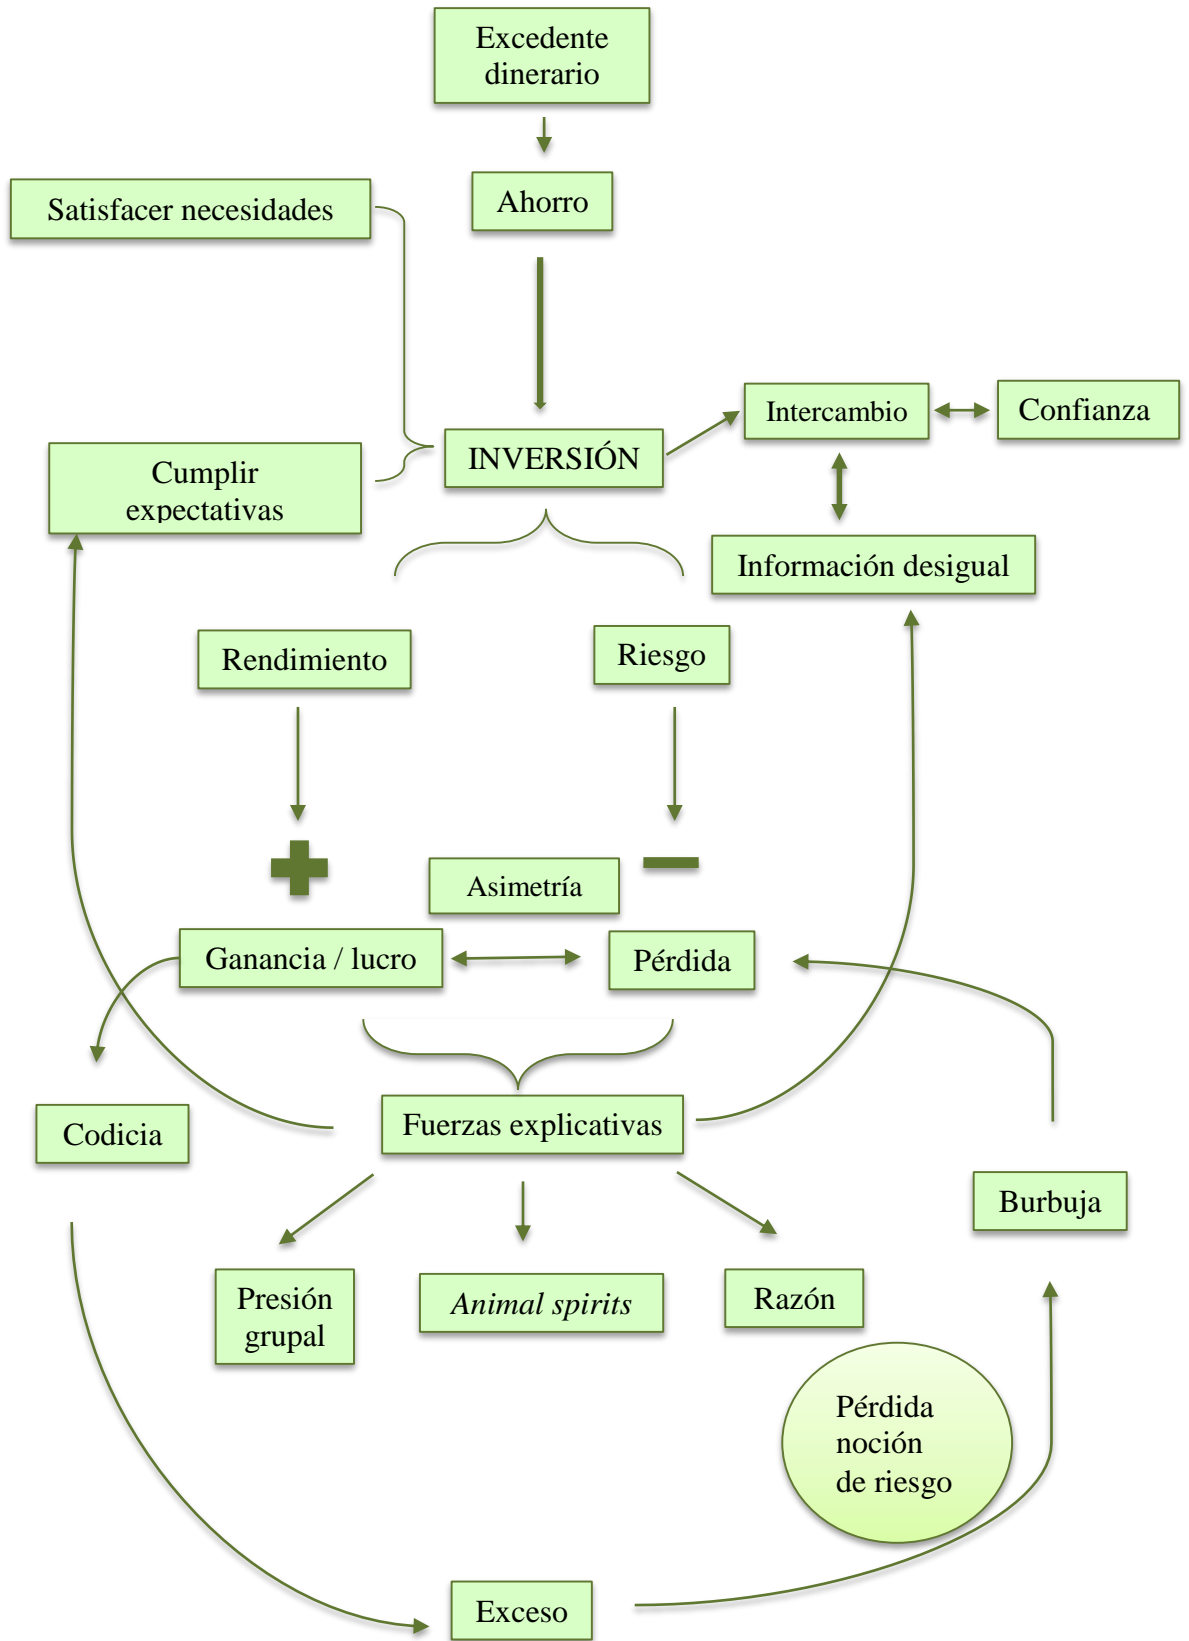 Excedente
dinerario
Ahorro
Satisfacer necesidades
Intercambio
Confianza
INVERSIÓN
Cumplir
expectativas
Información desigual
Rendimiento
Riesgo
Asimetría
Ganancia / lucro
Pérdida
Codicia
Fuerzas explicativas
Burbuja
Presión
grupal
Animal spirits
Razón
Pérdida
noción
de riesgo
Exceso